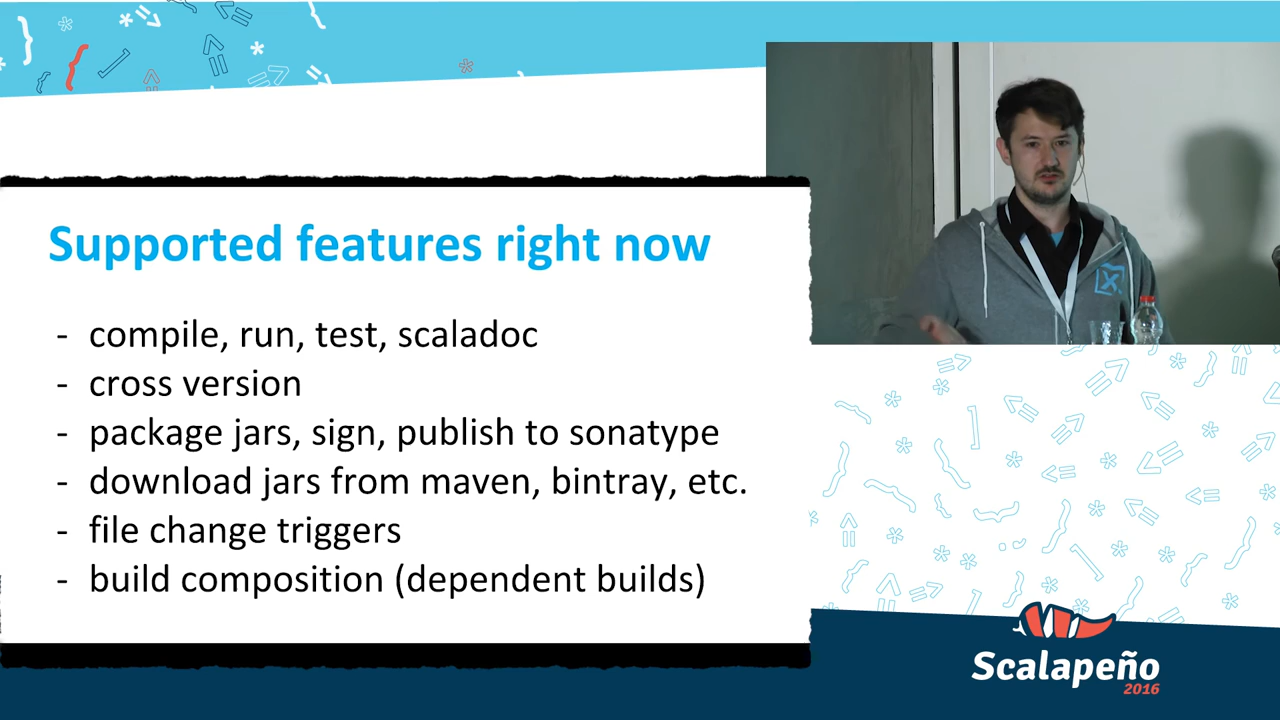 Supported features right now
- compile, run, test, scaladoc
- cross version
- package jars, sign, publish to sonatype
- download jars from maven, bintray, etc.
- file change triggers
- build composition (dependent builds)
Scalapeño
2016